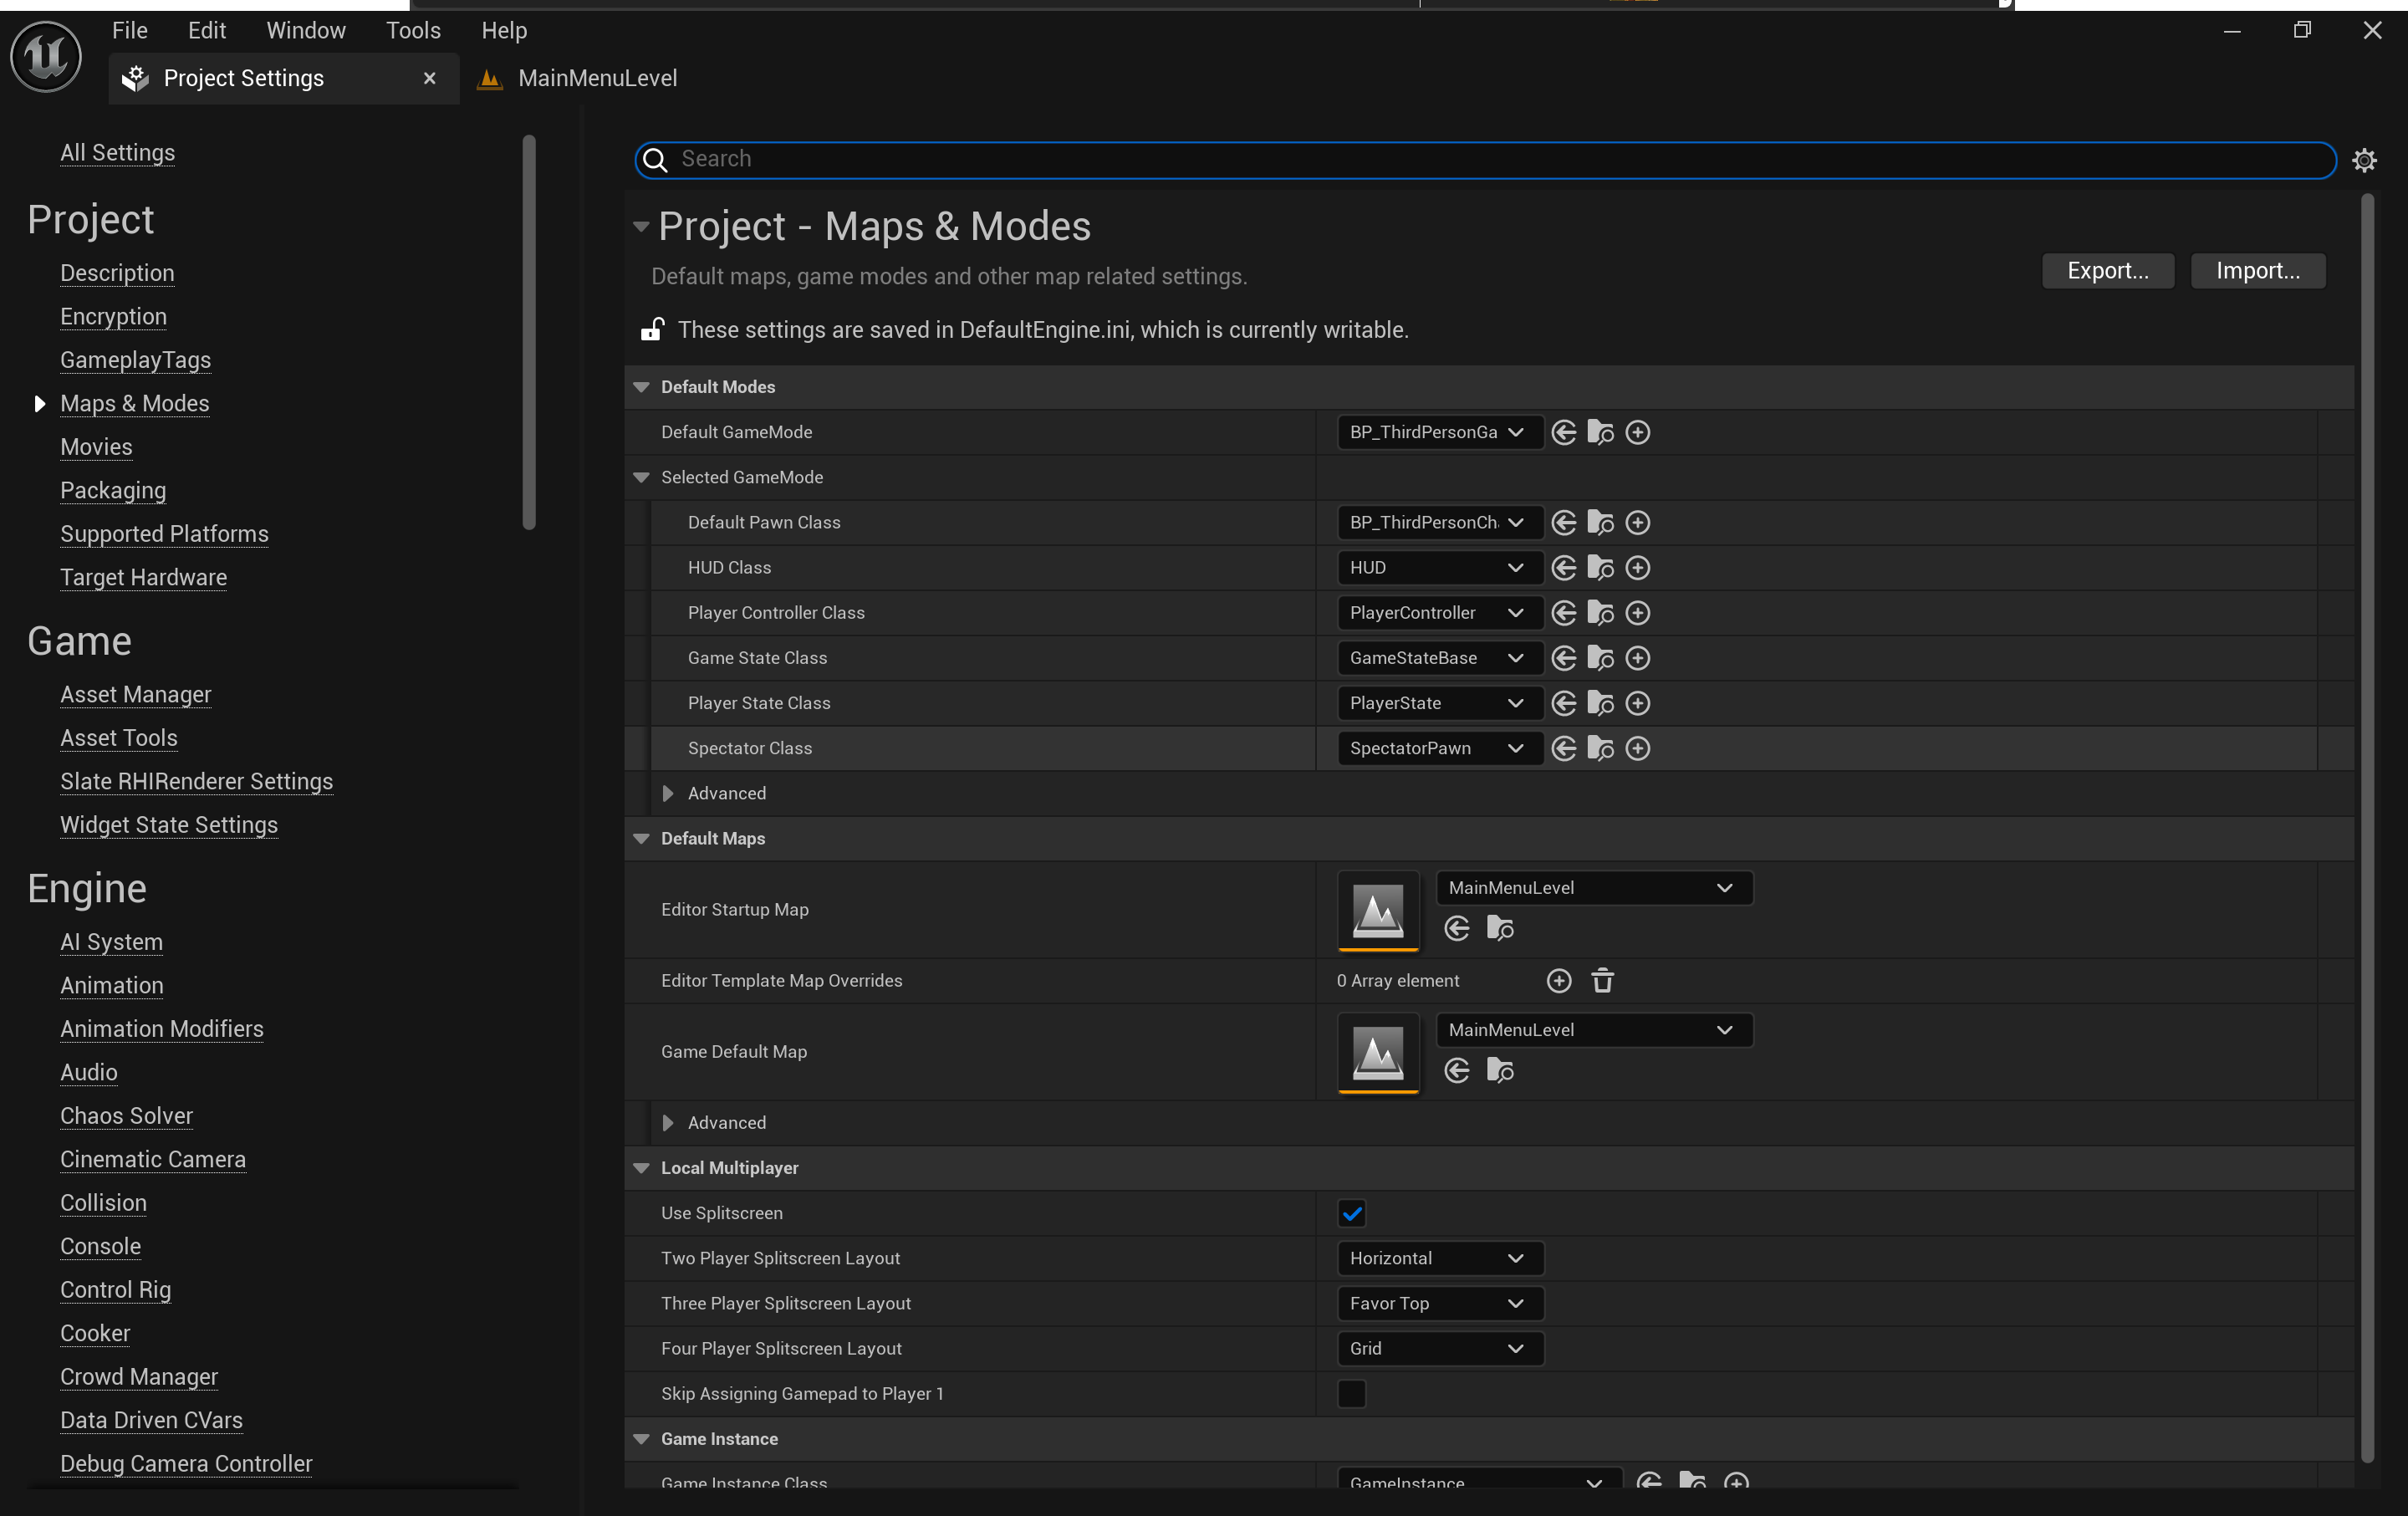 File Edit Window Tools Help
Project Settings MainMenuLevel
All Settings
Project
Description
Encryption
GameplayTags
Maps & Modes
Movies
Packaging
Supported Platforms
Target Hardware
Game
Asset Manager
Asset Tools
Slate RHIRenderer Settings
Widget State Settings
Engine
AI System
Animation
Animation Modifiers
Audio
Chaos Solver
Cinematic Camera
Collision
Console
Control Rig
Cooker
Crowd Manager
Data Driven CVars
Debug Camera Controller
Search
Project - Maps & Modes
Default maps, game modes and other map related settings.
Export... Import...
These settings are saved in DefaultEngine.ini, which is currently writable.
Default Modes
Default GameMode BP_ThirdPersonGa
Selected GameMode
Default Pawn Class BP_ThirdPersonCh
HUD Class HUD
Player Controller Class PlayerController
Game State Class GameStateBase
Player State Class PlayerState
Spectator Class SpectatorPawn
Advanced
Default Maps
Editor Startup Map MainMenuLevel
Editor Template Map Overrides 0 Array element
Game Default Map MainMenuLevel
Advanced
Local Multiplayer
Use Splitscreen
Two Player Splitscreen Layout Horizontal
Three Player Splitscreen Layout Favor Top
Four Player Splitscreen Layout Grid
Skip Assigning Gamepad to Player 1
Game Instance
Game Instance Class GameInstance